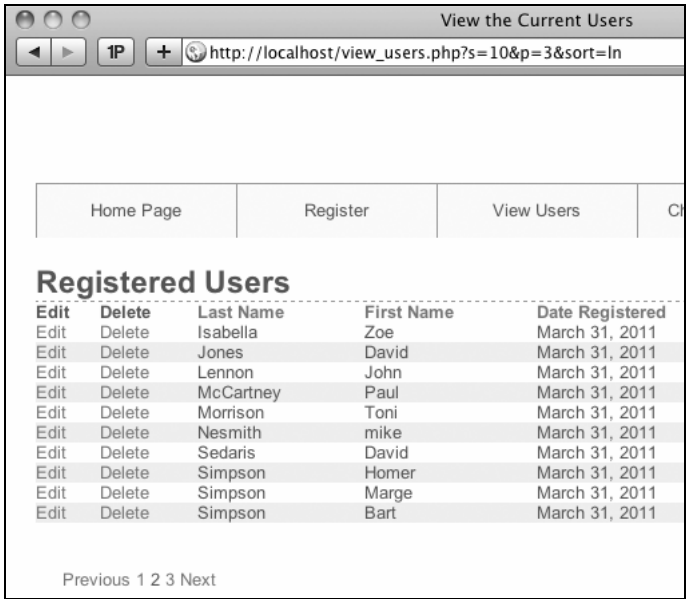 View the Current Users
1P + http://localhost/view_users.php?s=10&p=3&sort=ln
Home Page Register View Users Ch
Registered Users
Edit Delete Last Name First Name Date Registered
Edit Delete Isabella Zoe March 31, 2011
Edit Delete Jones David March 31, 2011
Edit Delete Lennon John March 31, 2011
Edit Delete McCartney Paul March 31, 2011
Edit Delete Morrison Toni March 31, 2011
Edit Delete Nesmith mike March 31, 2011
Edit Delete Sedaris David March 31, 2011
Edit Delete Simpson Homer March 31, 2011
Edit Delete Simpson Marge March 31, 2011
Edit Delete Simpson Bart March 31, 2011
Previous 1 2 3 Next